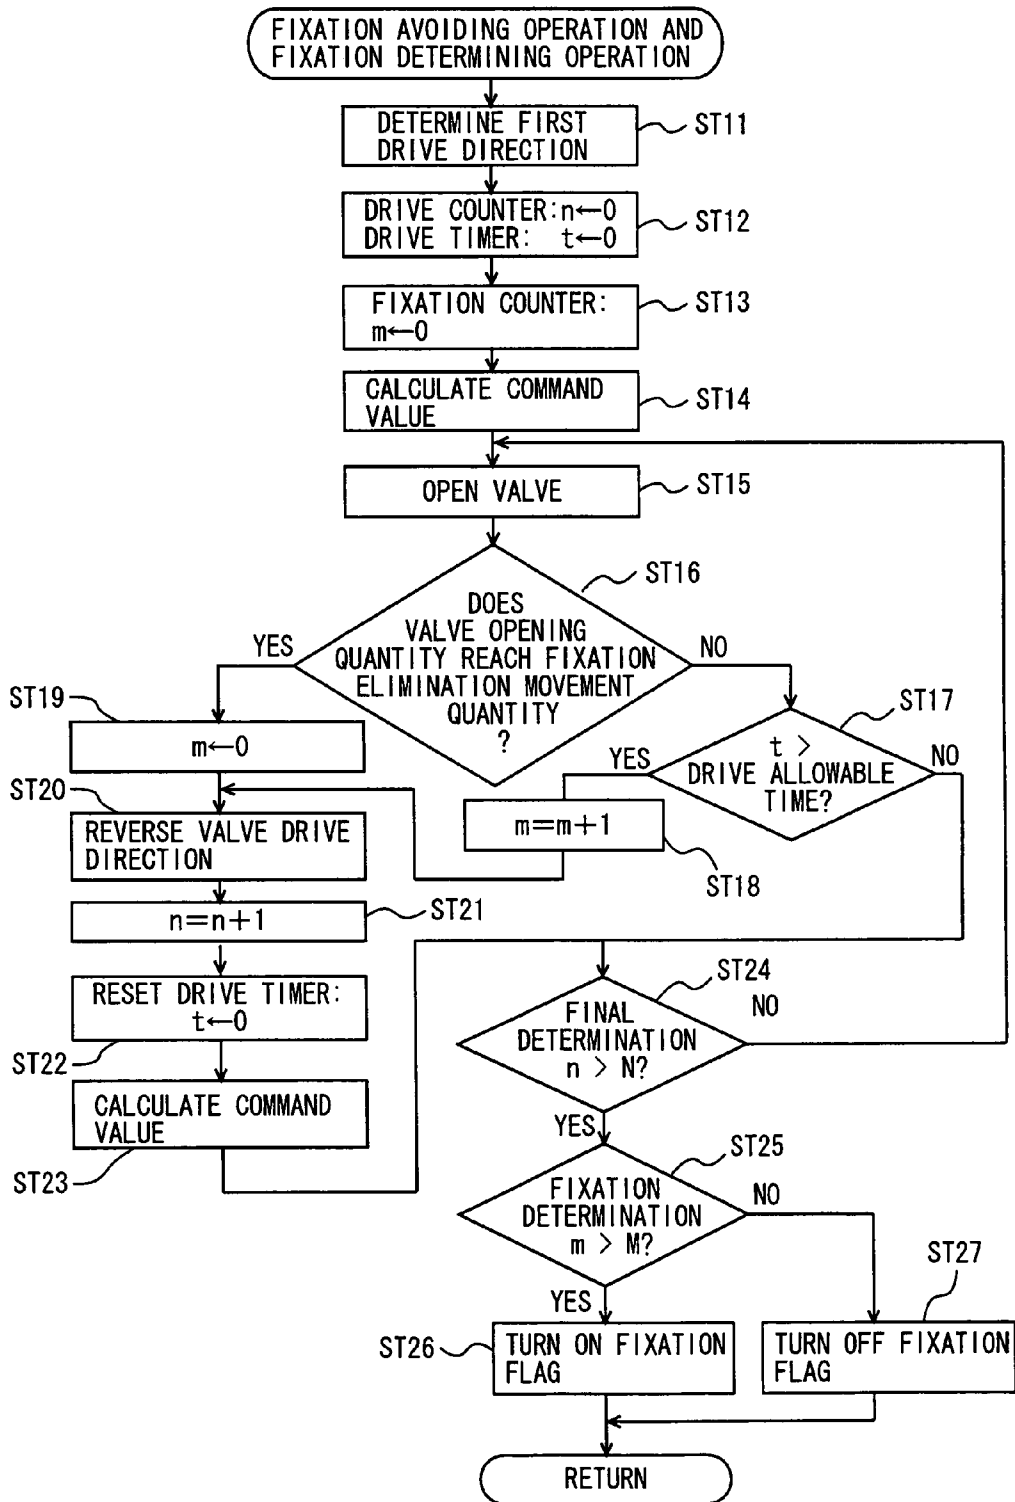 FIXATION AVOIDING OPERATION AND
FIXATION DETERMINING OPERATION
DETERMINE FIRST
DRIVE DIRECTION
ST11
DRIVE COUNTER:n←0
DRIVE TIMER: t←0
ST12
FIXATION COUNTER:
m←0
ST13
CALCULATE COMMAND
VALUE
ST14
OPEN VALVE
ST15
DOES
VALVE OPENING
QUANTITY REACH FIXATION
ELIMINATION MOVEMENT
QUANTITY
?
ST16
YES
NO
ST19
m←0
t >
DRIVE ALLOWABLE
TIME?
ST17
YES
NO
m=m+1
ST18
ST20
REVERSE VALVE DRIVE
DIRECTION
n=n+1
ST21
RESET DRIVE TIMER:
t←0
ST22
CALCULATE COMMAND
VALUE
ST23
FINAL
DETERMINATION
n > N?
ST24
NO
YES
FIXATION
DETERMINATION
m > M?
ST25
NO
YES
ST26
TURN ON FIXATION
FLAG
ST27
TURN OFF FIXATION
FLAG
RETURN